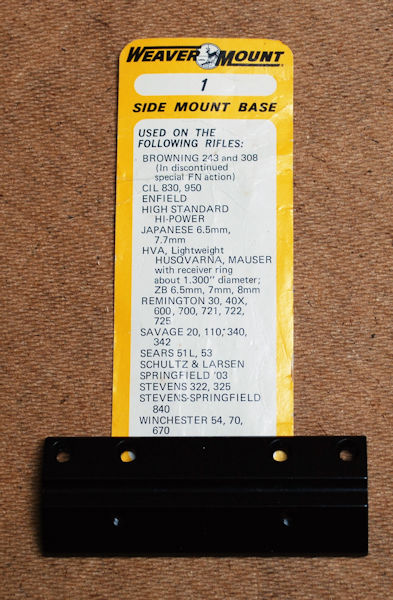 WEAVER MOUNT
1
SIDE MOUNT BASE
USED ON THE
FOLLOWING RIFLES:
BROWNING 243 and 308
(In discontinued
special FN action)
CIL 830, 950
ENFIELD
HIGH STANDARD
HI-POWER
JAPANESE 6.5mm,
7.7mm
HVA, Lightweight
HUSQVARNA, MAUSER
with receiver ring
about 1.300" diameter;
ZB 6.5mm, 7mm, 8mm
REMINGTON 30, 40X,
600, 700, 721, 722,
725
SAVAGE 20, 110, 340,
342
SEARS 51L, 53
SCHULTZ & LARSEN
SPRINGFIELD '03
STEVENS 322, 325
STEVENS-SPRINGFIELD
840
WINCHESTER 54, 70,
670